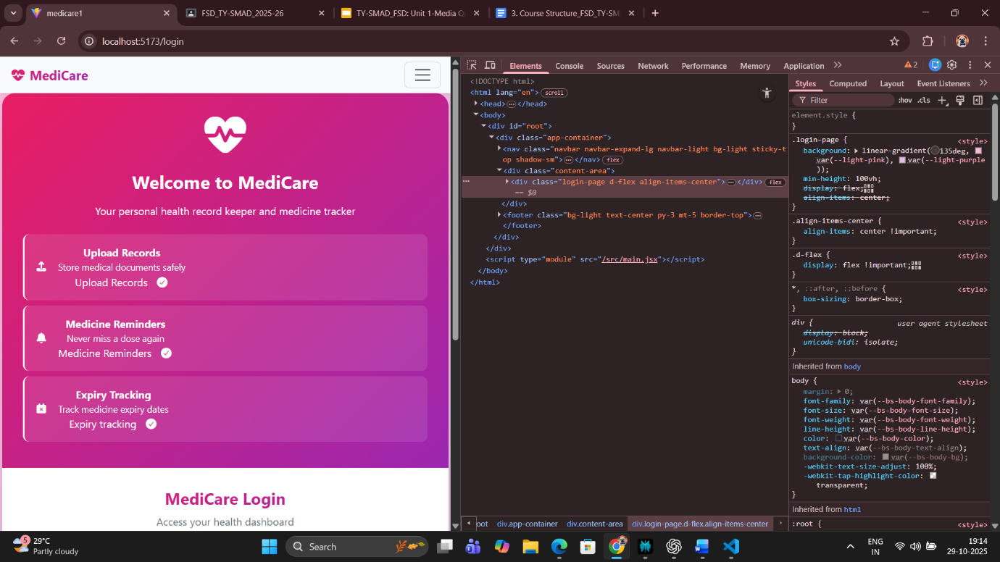 medicare1
FSD_TY-SMAD_2025-26
TY-SMAD_FSD: Unit 1-Media Q
3. Course Structure_FSD_TY-SM
localhost:5173/login
MediCare
Welcome to MediCare
Your personal health record keeper and medicine tracker
Upload Records
Store medical documents safely
Upload Records
Medicine Reminders
Never miss a dose again
Medicine Reminders
Expiry Tracking
Track medicine expiry dates
Expiry tracking
MediCare Login
Access your health dashboard
Elements Console Sources Network Performance Memory Application 2
<!DOCTYPE html>
<html lang="en"> scroll
<head> </head>
<body>
<div id="root">
<div class="app-container">
<nav class="navbar navbar-expand-lg navbar-light bg-light sticky-t
op shadow-sm"> </nav> flex
<div class="content-area">
<div class="login-page d-flex align-items-center"> </div> flex
== $0
</div>
<footer class="bg-light text-center py-3 mt-5 border-top">
</footer>
</div>
</div>
<script type="module" src="/src/main.jsx"></script>
</body>
</html>
oot div.app-container div.content-area div.login-page.d-flex.align-items-center
Styles Computed Layout Event Listeners
Filter :hov .cls
element.style {
}
.login-page { <style>
background: linear-gradient( 135deg,
var(--light-pink), var(--light-purple
));
min-height: 100vh;
display: flex;
align-items: center;
}
.align-items-center { <style>
align-items: center !important;
}
.d-flex { <style>
display: flex !important;
}
*, ::after, ::before { <style>
box-sizing: border-box;
}
div { user agent stylesheet
display: block;
unicode-bidi: isolate;
}
Inherited from body
body { <style>
margin: 0;
font-family: var(--bs-body-font-family);
font-size: var(--bs-body-font-size);
font-weight: var(--bs-body-font-weight);
line-height: var(--bs-body-line-height);
color: var(--bs-body-color);
text-align: var(--bs-body-text-align);
background-color: var(--bs-body-bg);
-webkit-text-size-adjust: 100%;
-webkit-tap-highlight-color:
transparent;
}
Inherited from html
:root { <style>
5
29°C
Partly cloudy
Search
ENG
IN
19:14
29-10-2025